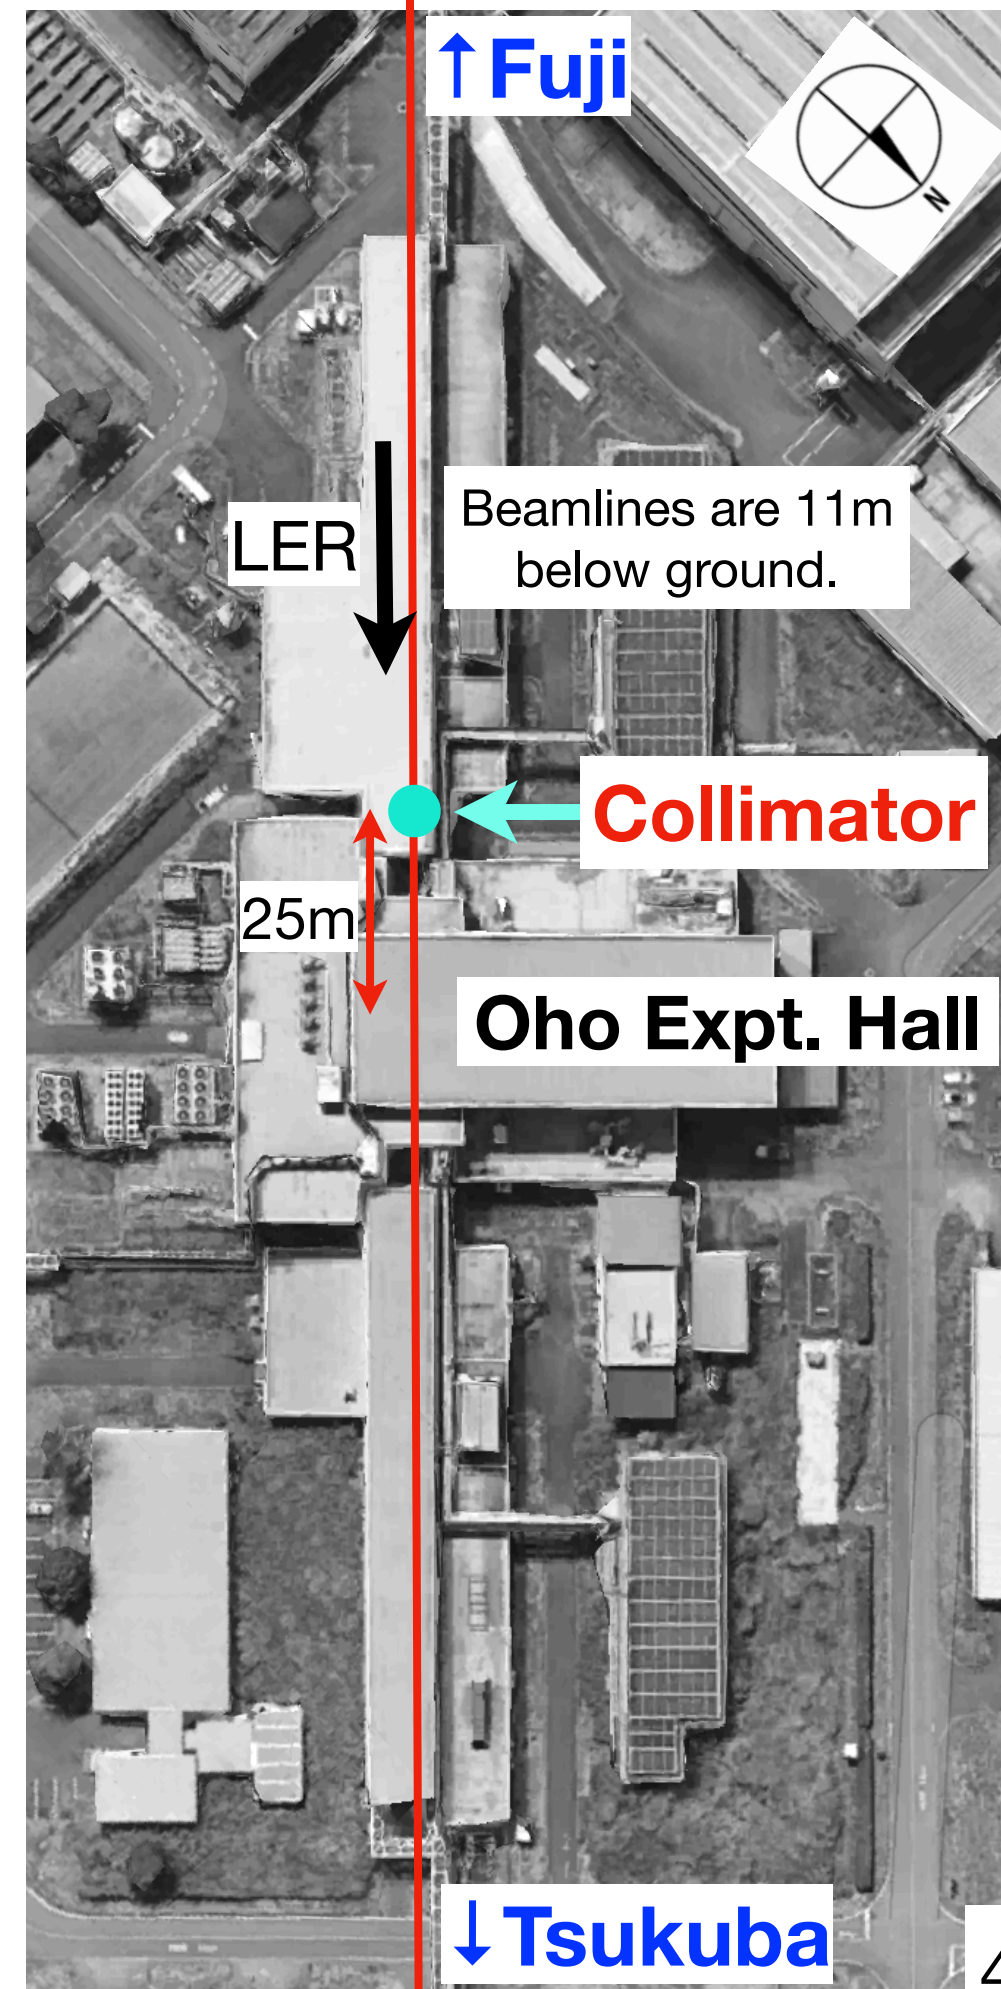 ↑Fuji
N
LER
Beamlines are 11m
below ground.
Collimator
25m
Oho Expt. Hall
↓Tsukuba